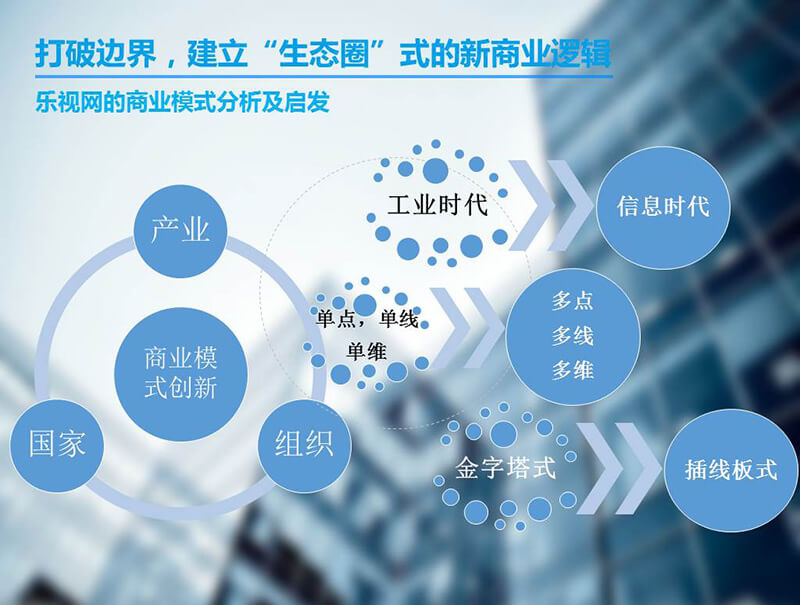 打破边界，建立“生态圈”式的新商业逻辑
乐视网的商业模式分析及启发
产业
商业模
式创新
国家
组织
工业时代
信息时代
单点，单线
单维
多点
多线
多维
金字塔式
插线板式